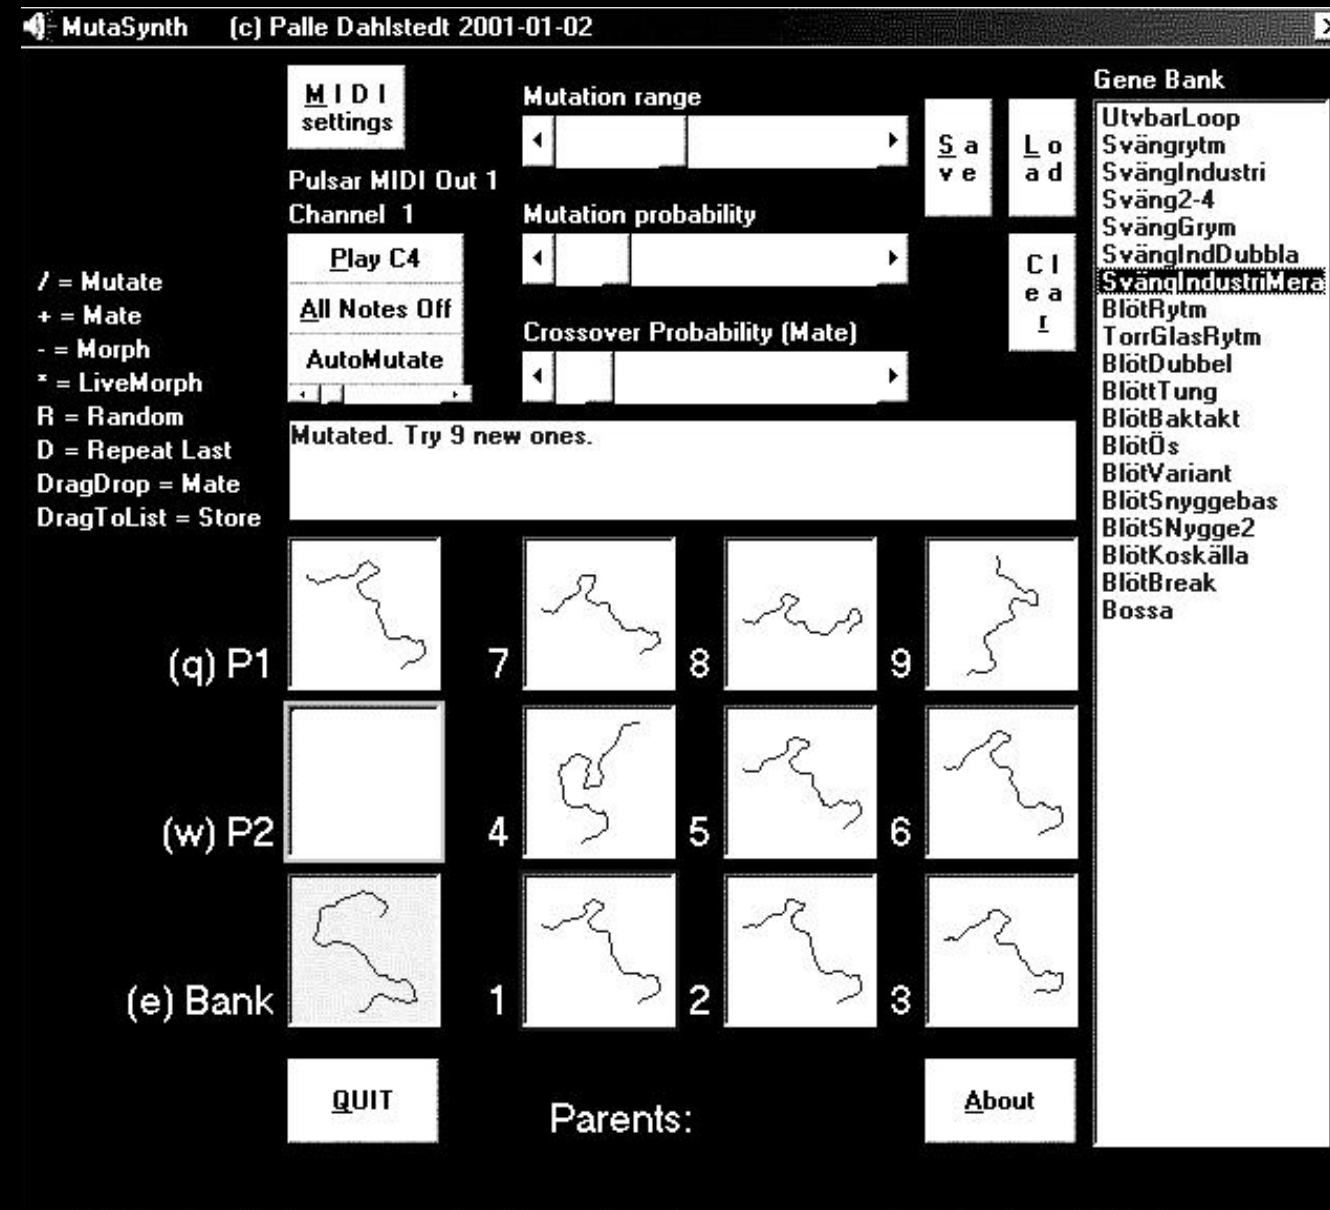 MutaSynth (c) Palle Dahlstedt 2001-01-02
MIDI
settings
Pulsar MIDI Out 1
Channel 1
Play C4
All Notes Off
AutoMutate
/ = Mutate
+ = Mate
- = Morph
* = LiveMorph
R = Random
D = Repeat Last
DragDrop = Mate
DragToList = Store
Mutation range
Mutation probability
Crossover Probability (Mate)
Sa
ve
Lo
ad
Cl
ea
r
Mutated. Try 9 new ones.
(q) P1
7
8
9
(w) P2
4
5
6
(e) Bank
1
2
3
QUIT
Parents:
About
Gene Bank
UtvbarLoop
Svängrytm
SvängIndustri
Sväng2-4
SvängGrym
SvängIndDubbla
SvängIndustriMera
BlötRytm
TorrGlasRytm
BlötDubbel
BlöttTung
BlötBaktakt
BlötÖs
BlötVariant
BlötSnyggebas
BlötSNygge2
BlötKoskälla
BlötBreak
Bossa